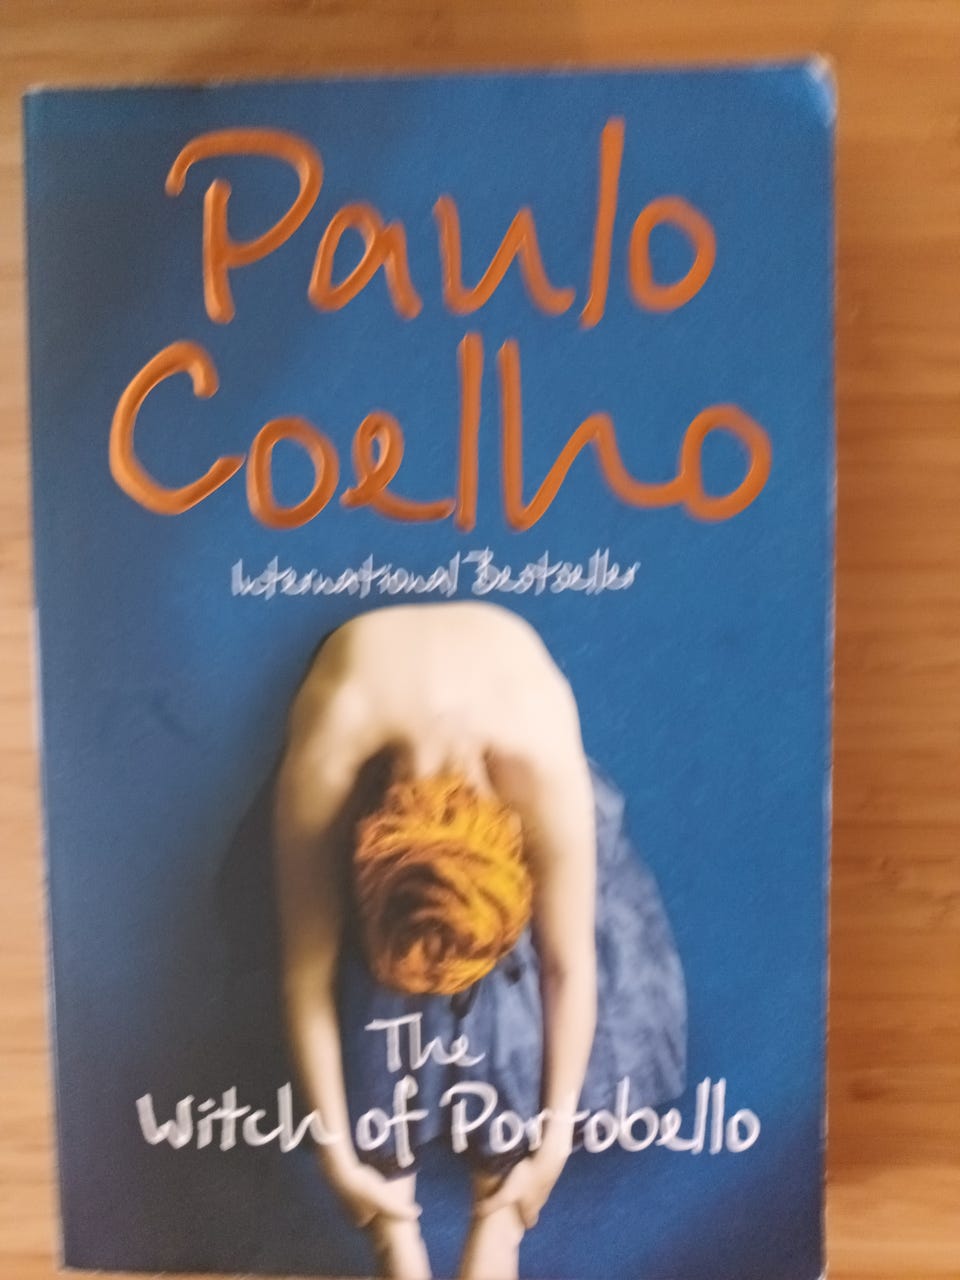 Paulo
Coelho
International Bestseller
The
Witch of Portobello